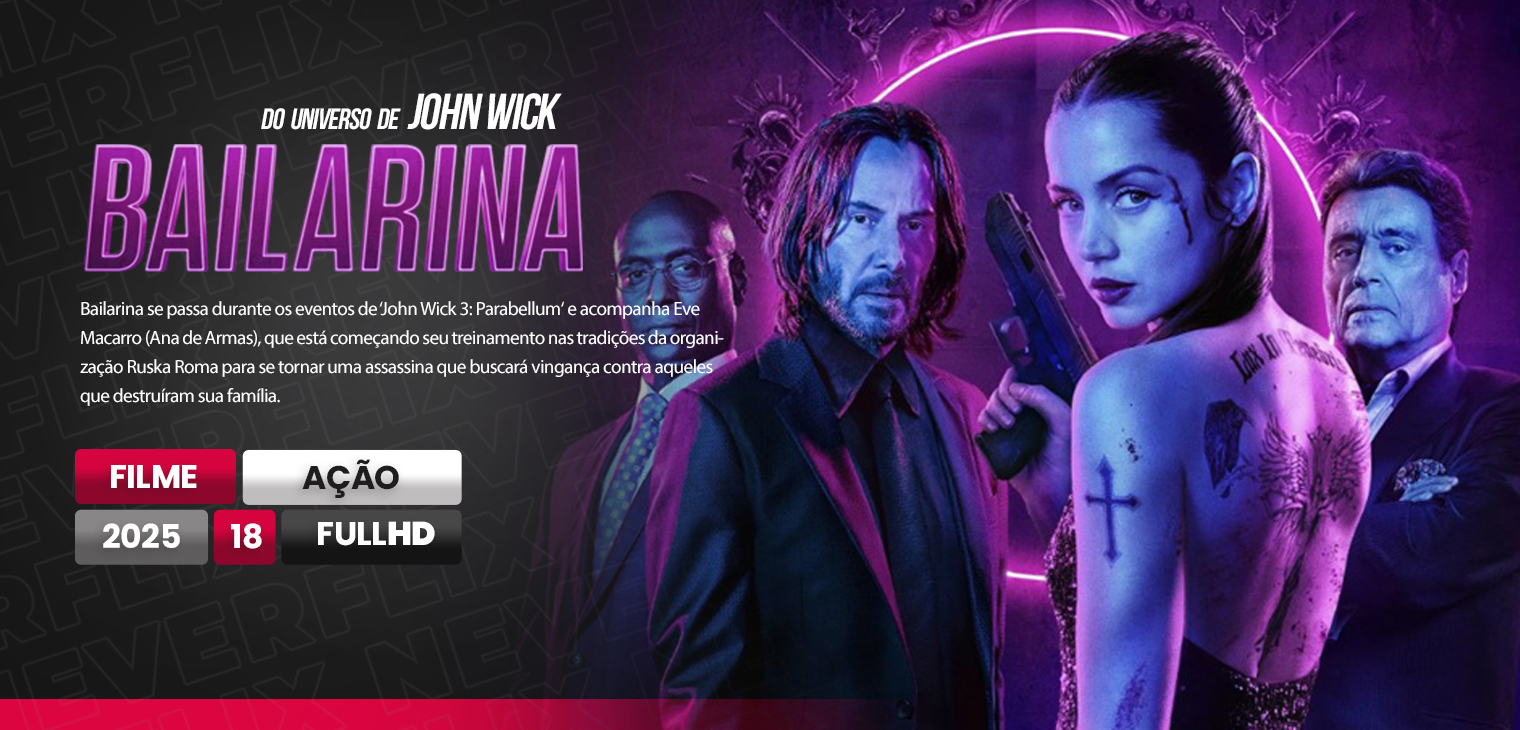 DO UNIVERSO DE JOHN WICK
BAILARINA
Bailarina se passa durante os eventos de 'John Wick 3: Parabellum' e acompanha Eve
Macarro (Ana de Armas), que está começando seu treinamento nas tradições da organi-
zação Ruska Roma para se tornar uma assassina que buscará vingança contra aqueles
que destruíram sua família.
FILME
AÇÃO
2025
18
FULLHD
NEVERFLIX